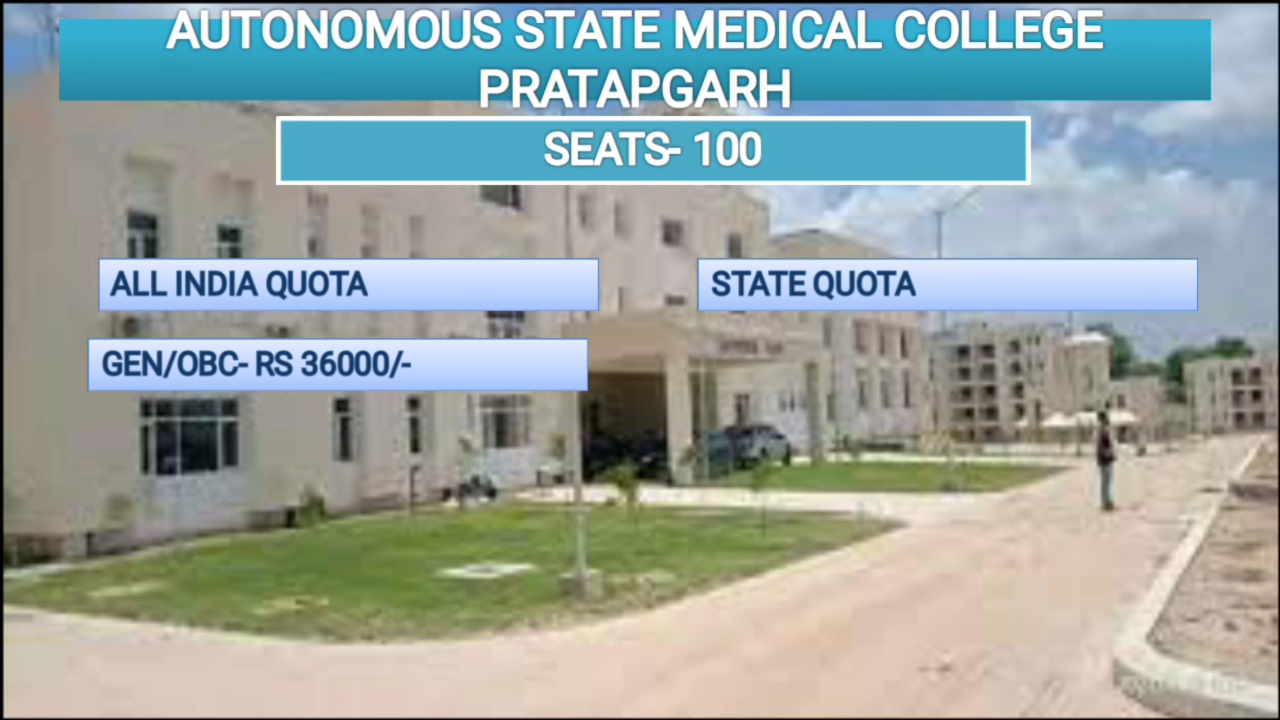 AUTONOMOUS STATE MEDICAL COLLEGE
PRATAPGARH
SEATS- 100
ALL INDIA QUOTA
STATE QUOTA
GEN/OBC- RS 36000/-